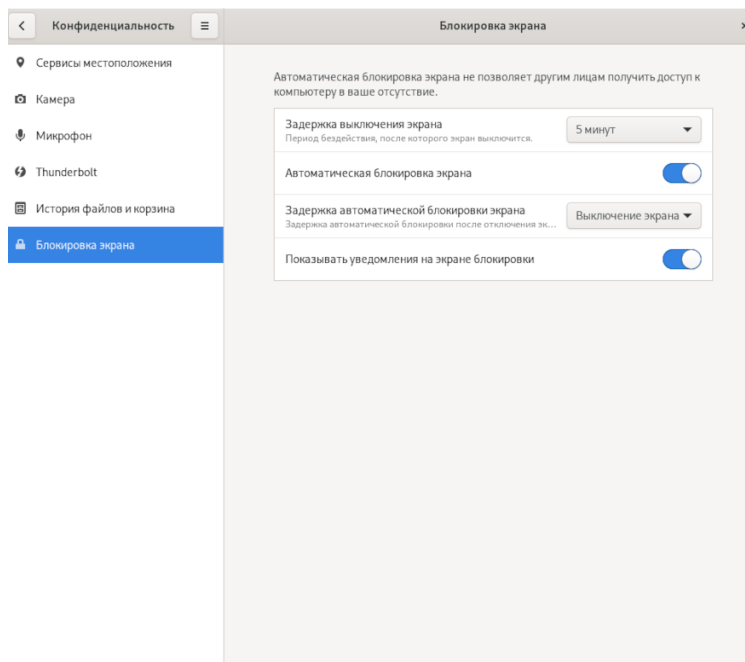 Конфиденциальность
Блокировка экрана
Сервисы местоположения
Камера
Микрофон
Thunderbolt
История файлов и корзина
Блокировка экрана
Автоматическая блокировка экрана не позволяет другим лицам получить доступ к
компьютеру в ваше отсутствие.
Задержка выключения экрана
Период бездействия, после которого экран выключится.
5 минут
Автоматическая блокировка экрана
Задержка автоматической блокировки экрана
Задержка автоматической блокировки после отключения эк...
Выключение экрана
Показывать уведомления на экране блокировки